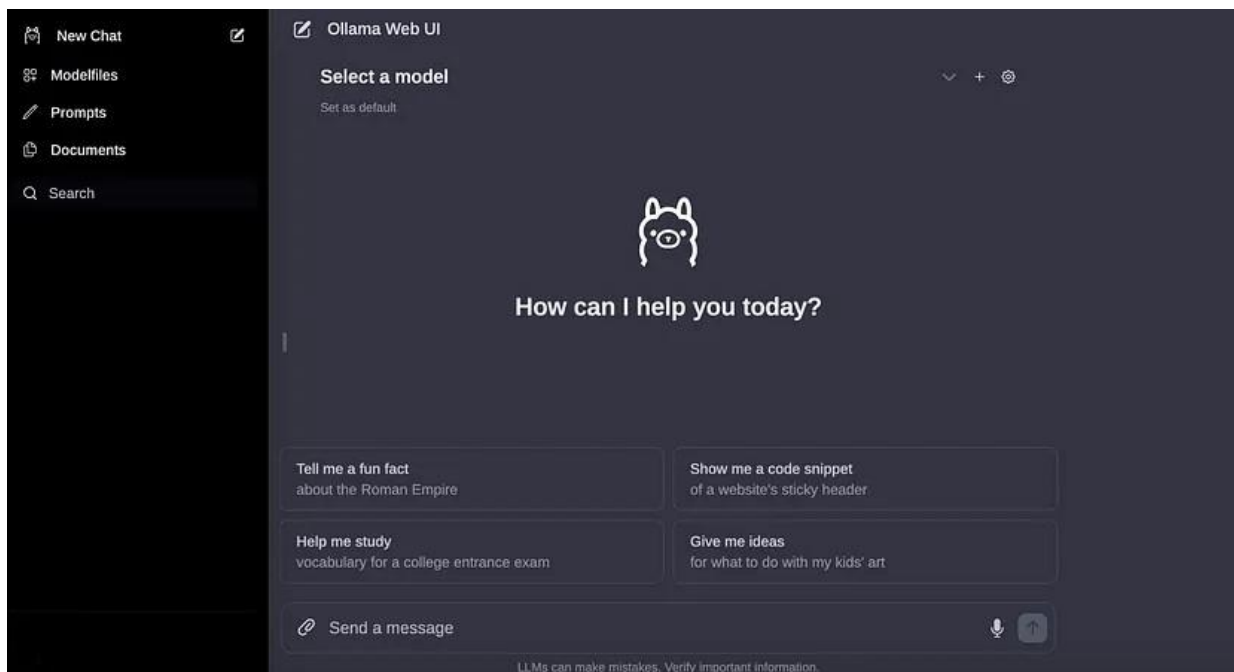 New Chat
Modelfiles
Prompts
Documents
Search
Ollama Web UI
Select a model
Set as default
How can I help you today?
Tell me a fun fact
about the Roman Empire
Show me a code snippet
of a website's sticky header
Help me study
vocabulary for a college entrance exam
Give me ideas
for what to do with my kids' art
Send a message
LLMs can make mistakes. Verify important information.